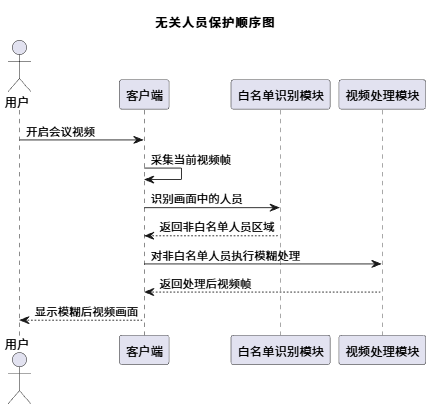 无关人员保护顺序图
用户
客户端
白名单识别模块
视频处理模块
开启会议视频
采集当前视频帧
识别画面中的人员
返回非白名单人员区域
对非白名单人员执行模糊处理
返回处理后视频帧
显示模糊后视频画面
用户
客户端
白名单识别模块
视频处理模块